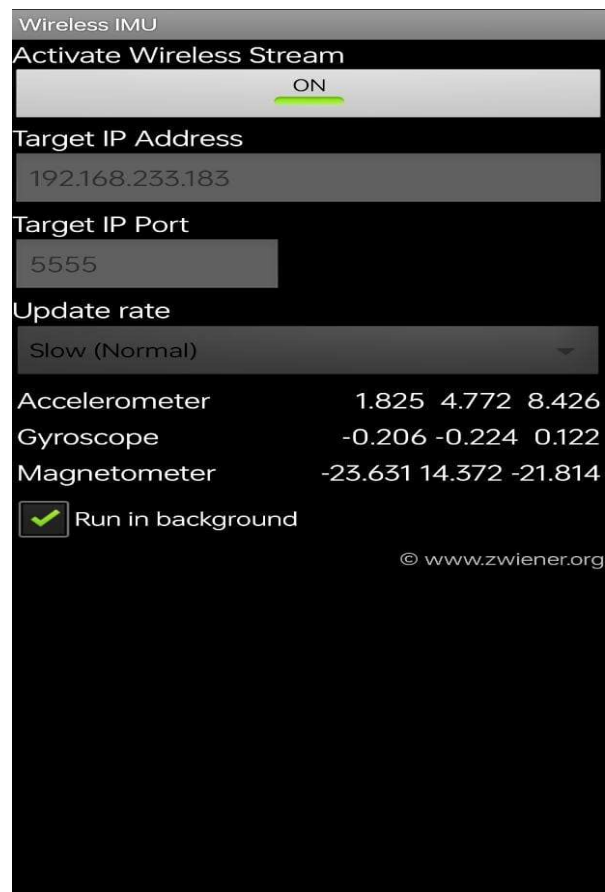 Wireless IMU
Activate Wireless Stream
ON
Target IP Address
192.168.233.183
Target IP Port
5555
Update rate
Slow (Normal)
Accelerometer 1.825 4.772 8.426
Gyroscope -0.206 -0.224 0.122
Magnetometer -23.631 14.372 -21.814
Run in background
© www.zwiener.org